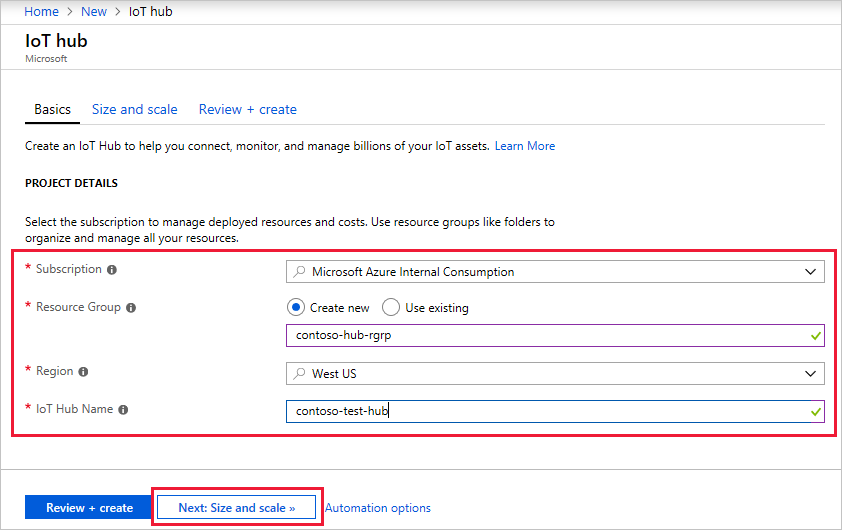 Home > New > IoT hub
IoT hub
Microsoft
Basics Size and scale Review + create
Create an IoT Hub to help you connect, monitor, and manage billions of your IoT assets. Learn More
PROJECT DETAILS
Select the subscription to manage deployed resources and costs. Use resource groups like folders to
organize and manage all your resources.
* Subscription Microsoft Azure Internal Consumption
* Resource Group Create new Use existing
contoso-hub-rgrp
* Region West US
* IoT Hub Name contoso-test-hub
Review + create Next: Size and scale » Automation options